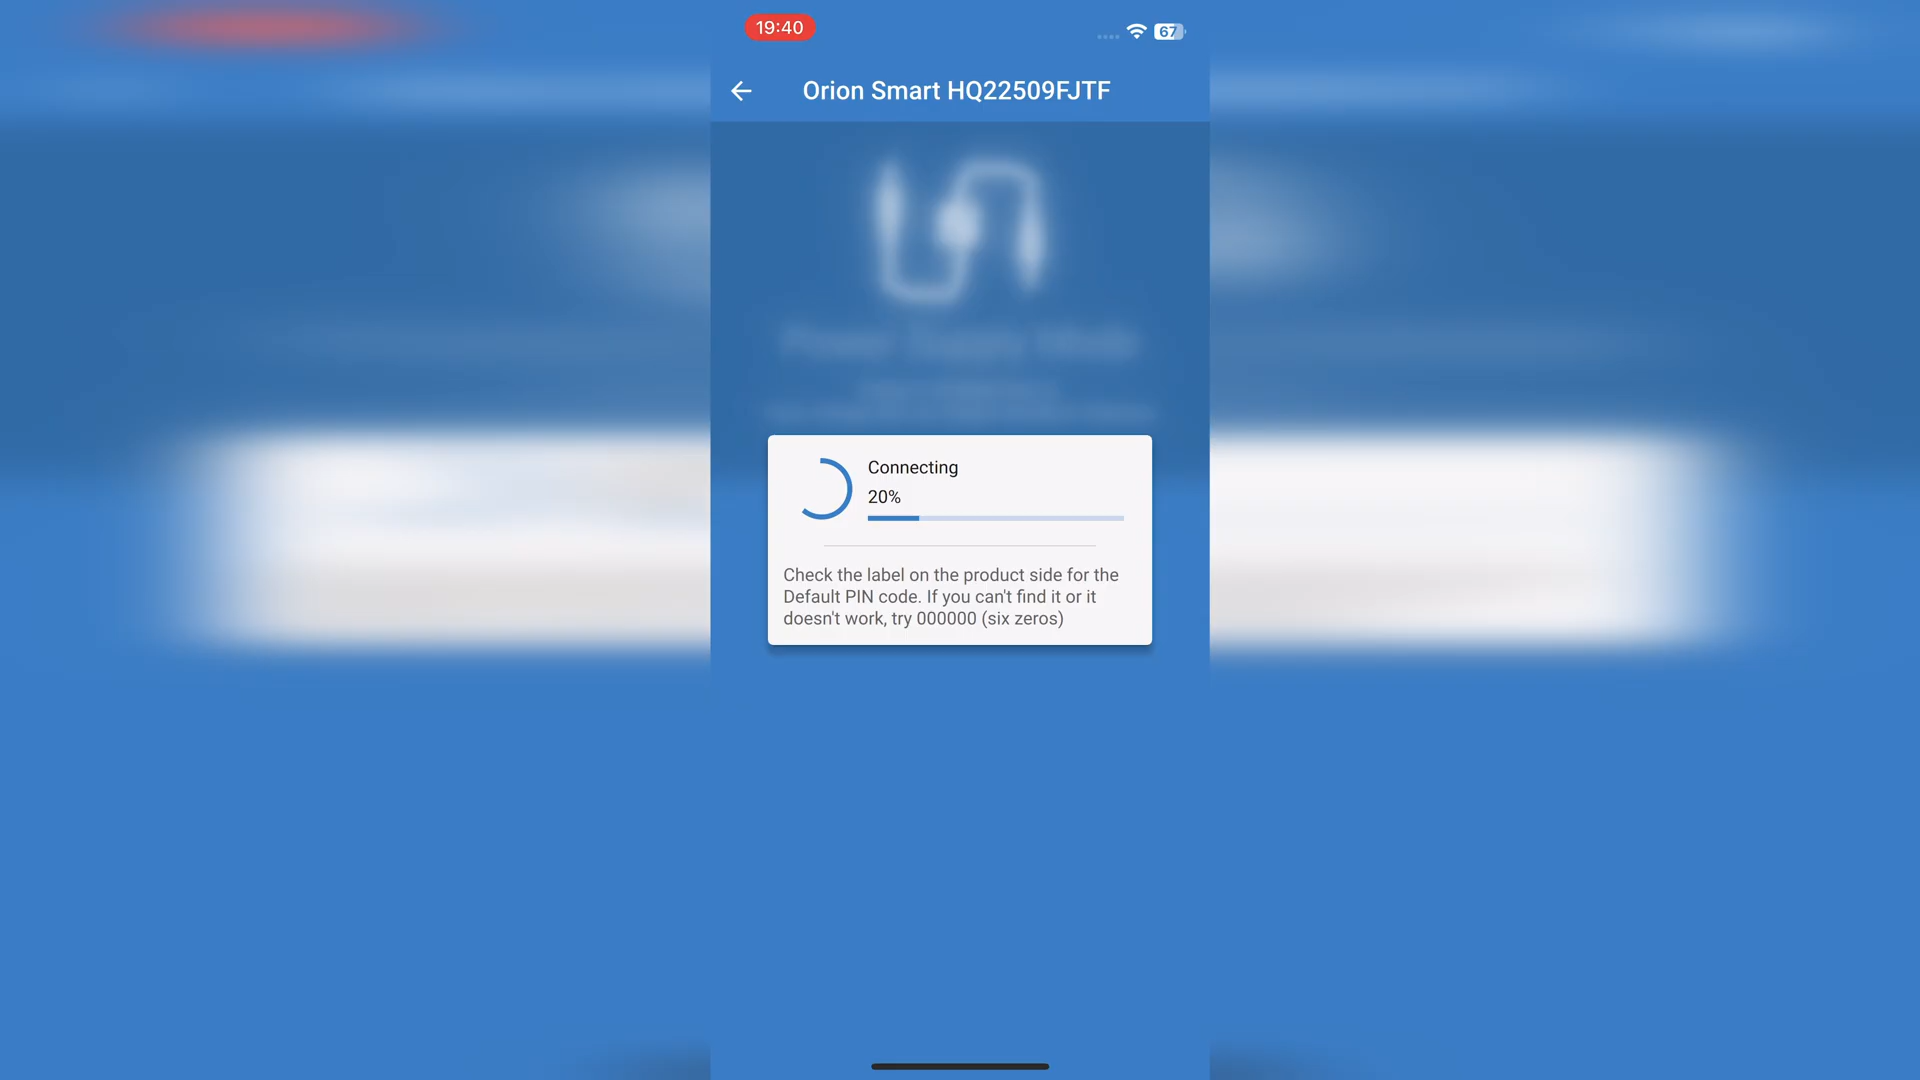 19:40
67
Orion Smart HQ22509FJTF
Connecting
20%
Check the label on the product side for the
Default PIN code. If you can't find it or it
doesn't work, try 000000 (six zeros)